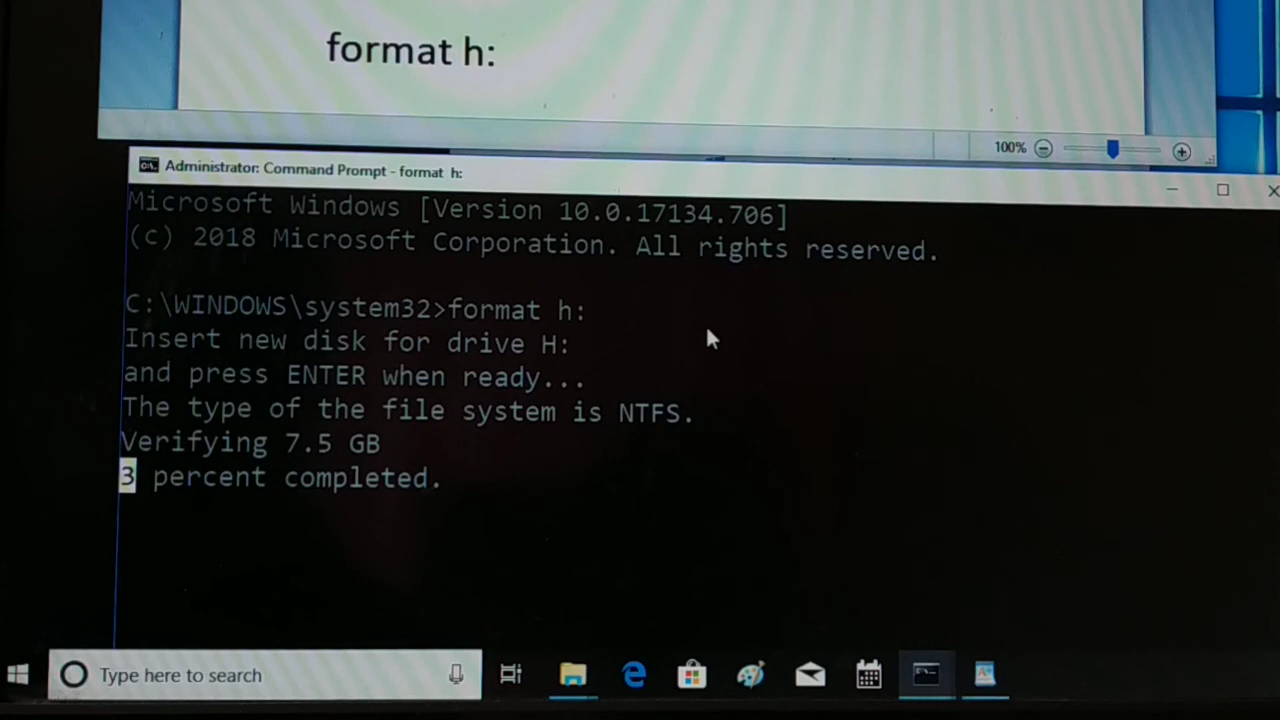 format h:
100%
Administrator: Command Prompt - format h:
Microsoft Windows [Version 10.0.17134.706]
(c) 2018 Microsoft Corporation. All rights reserved.
C:\WINDOWS\system32>format h:
Insert new disk for drive H:
and press ENTER when ready...
The type of the file system is NTFS.
Verifying 7.5 GB
3 percent completed.
Type here to search